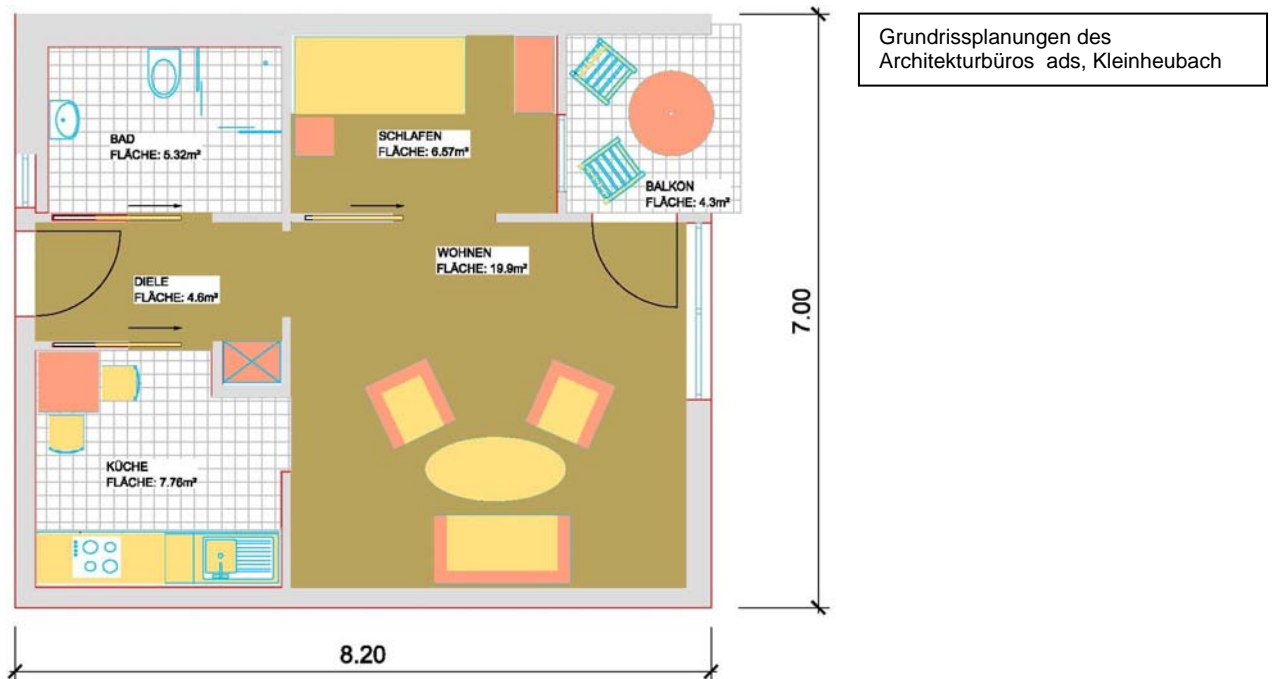 Grundrissplanungen des
Architekturbüros ads, Kleinheubach
BAD
FLÄCHE: 5.32m²
SCHLAFEN
FLÄCHE: 6.57m²
BALKON
FLÄCHE: 4.3m²
WOHNEN
FLÄCHE: 19.9m²
DIELE
FLÄCHE: 4.6m²
KÜCHE
FLÄCHE: 7.76m²
7.00
8.20